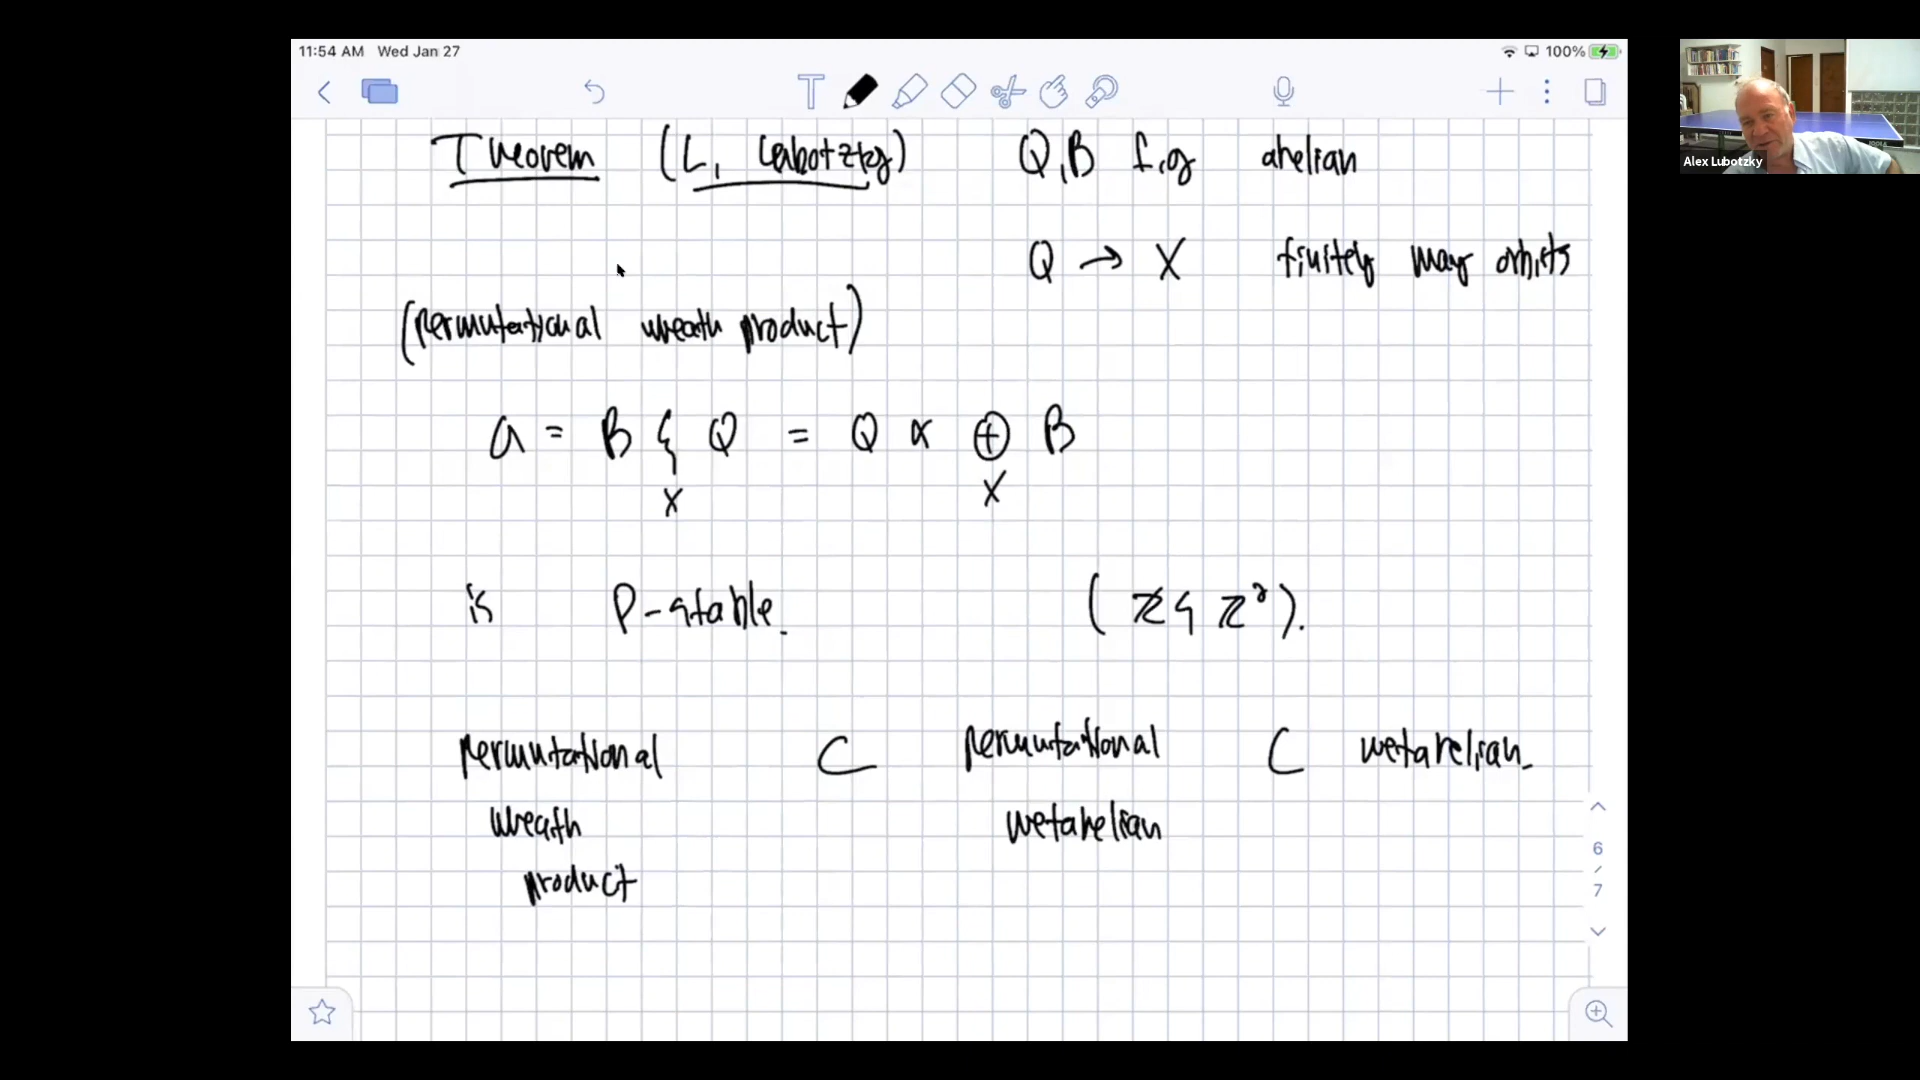 11:54 AM Wed Jan 27
100%
Theorem (L, Lubotzky) Q, B f.g abelian
Q → X finitely many orbits
(permutational wreath product)
G = B ≀ Q = Q ⋉ ⊕ B
X X
is P-stable. ( ℤ ≀ ℤ² ).
permutational ⊂ permutational ⊂ metabelian.
wreath metabelian
product
6
/
7
Alex Lubotzky